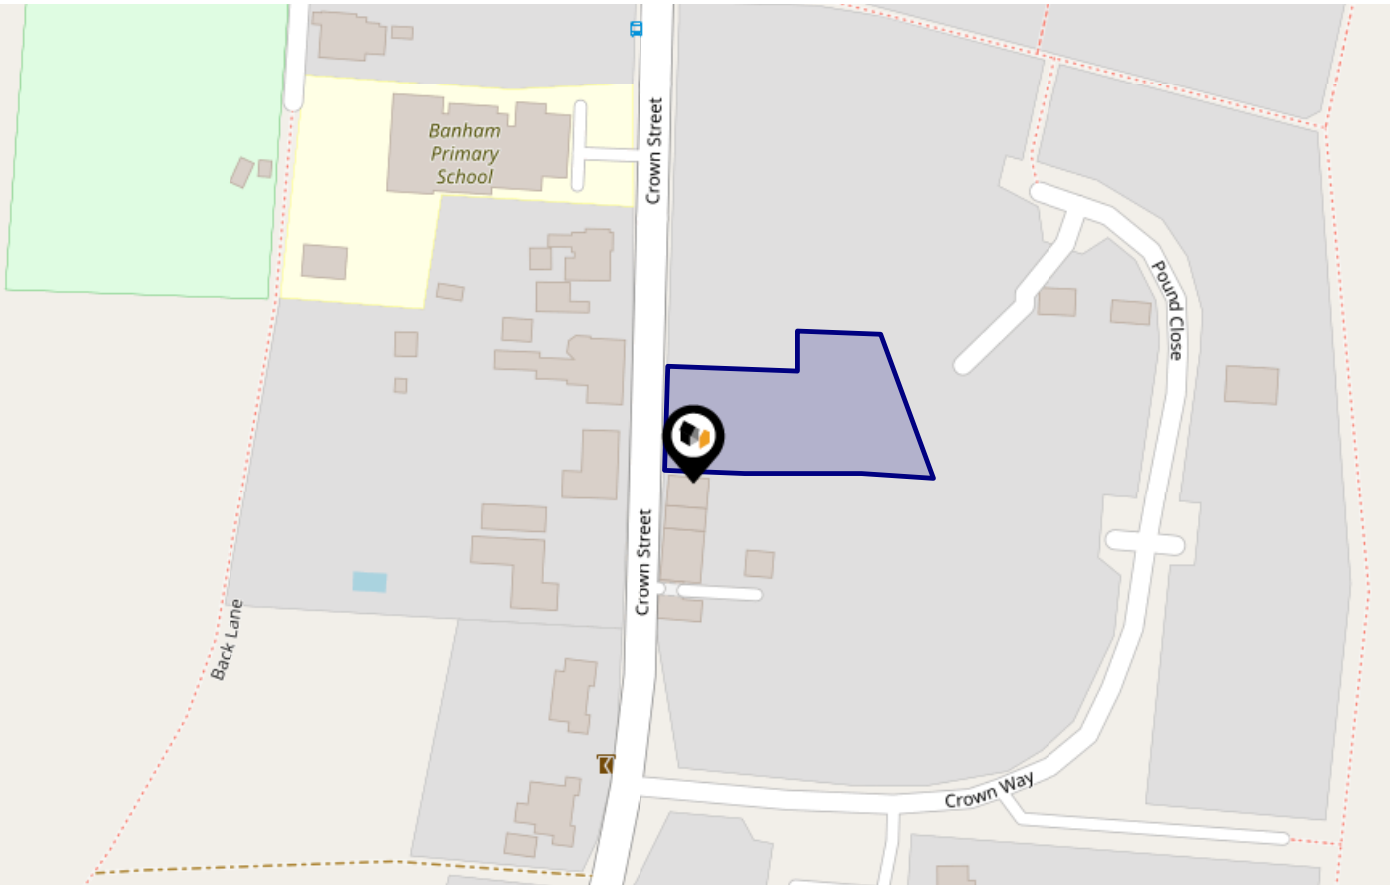 Banham
Primary
School
Crown Street
Pound Close
Crown Street
Back Lane
Crown Way